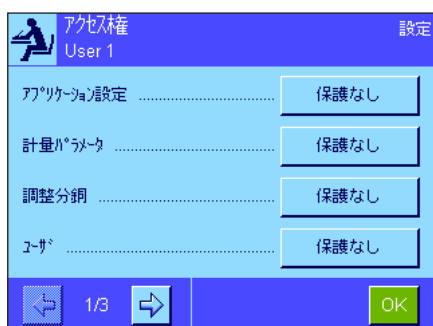 アクセス権
User 1
設定
ｱﾌﾟﾘｹｰｼｮﾝ設定 .............................. 保護なし
計量ﾊﾟﾗﾒｰﾀ .................................. 保護なし
調整分銅 ....................................... 保護なし
ﾕｰｻﾞ .............................................. 保護なし
1/3
OK